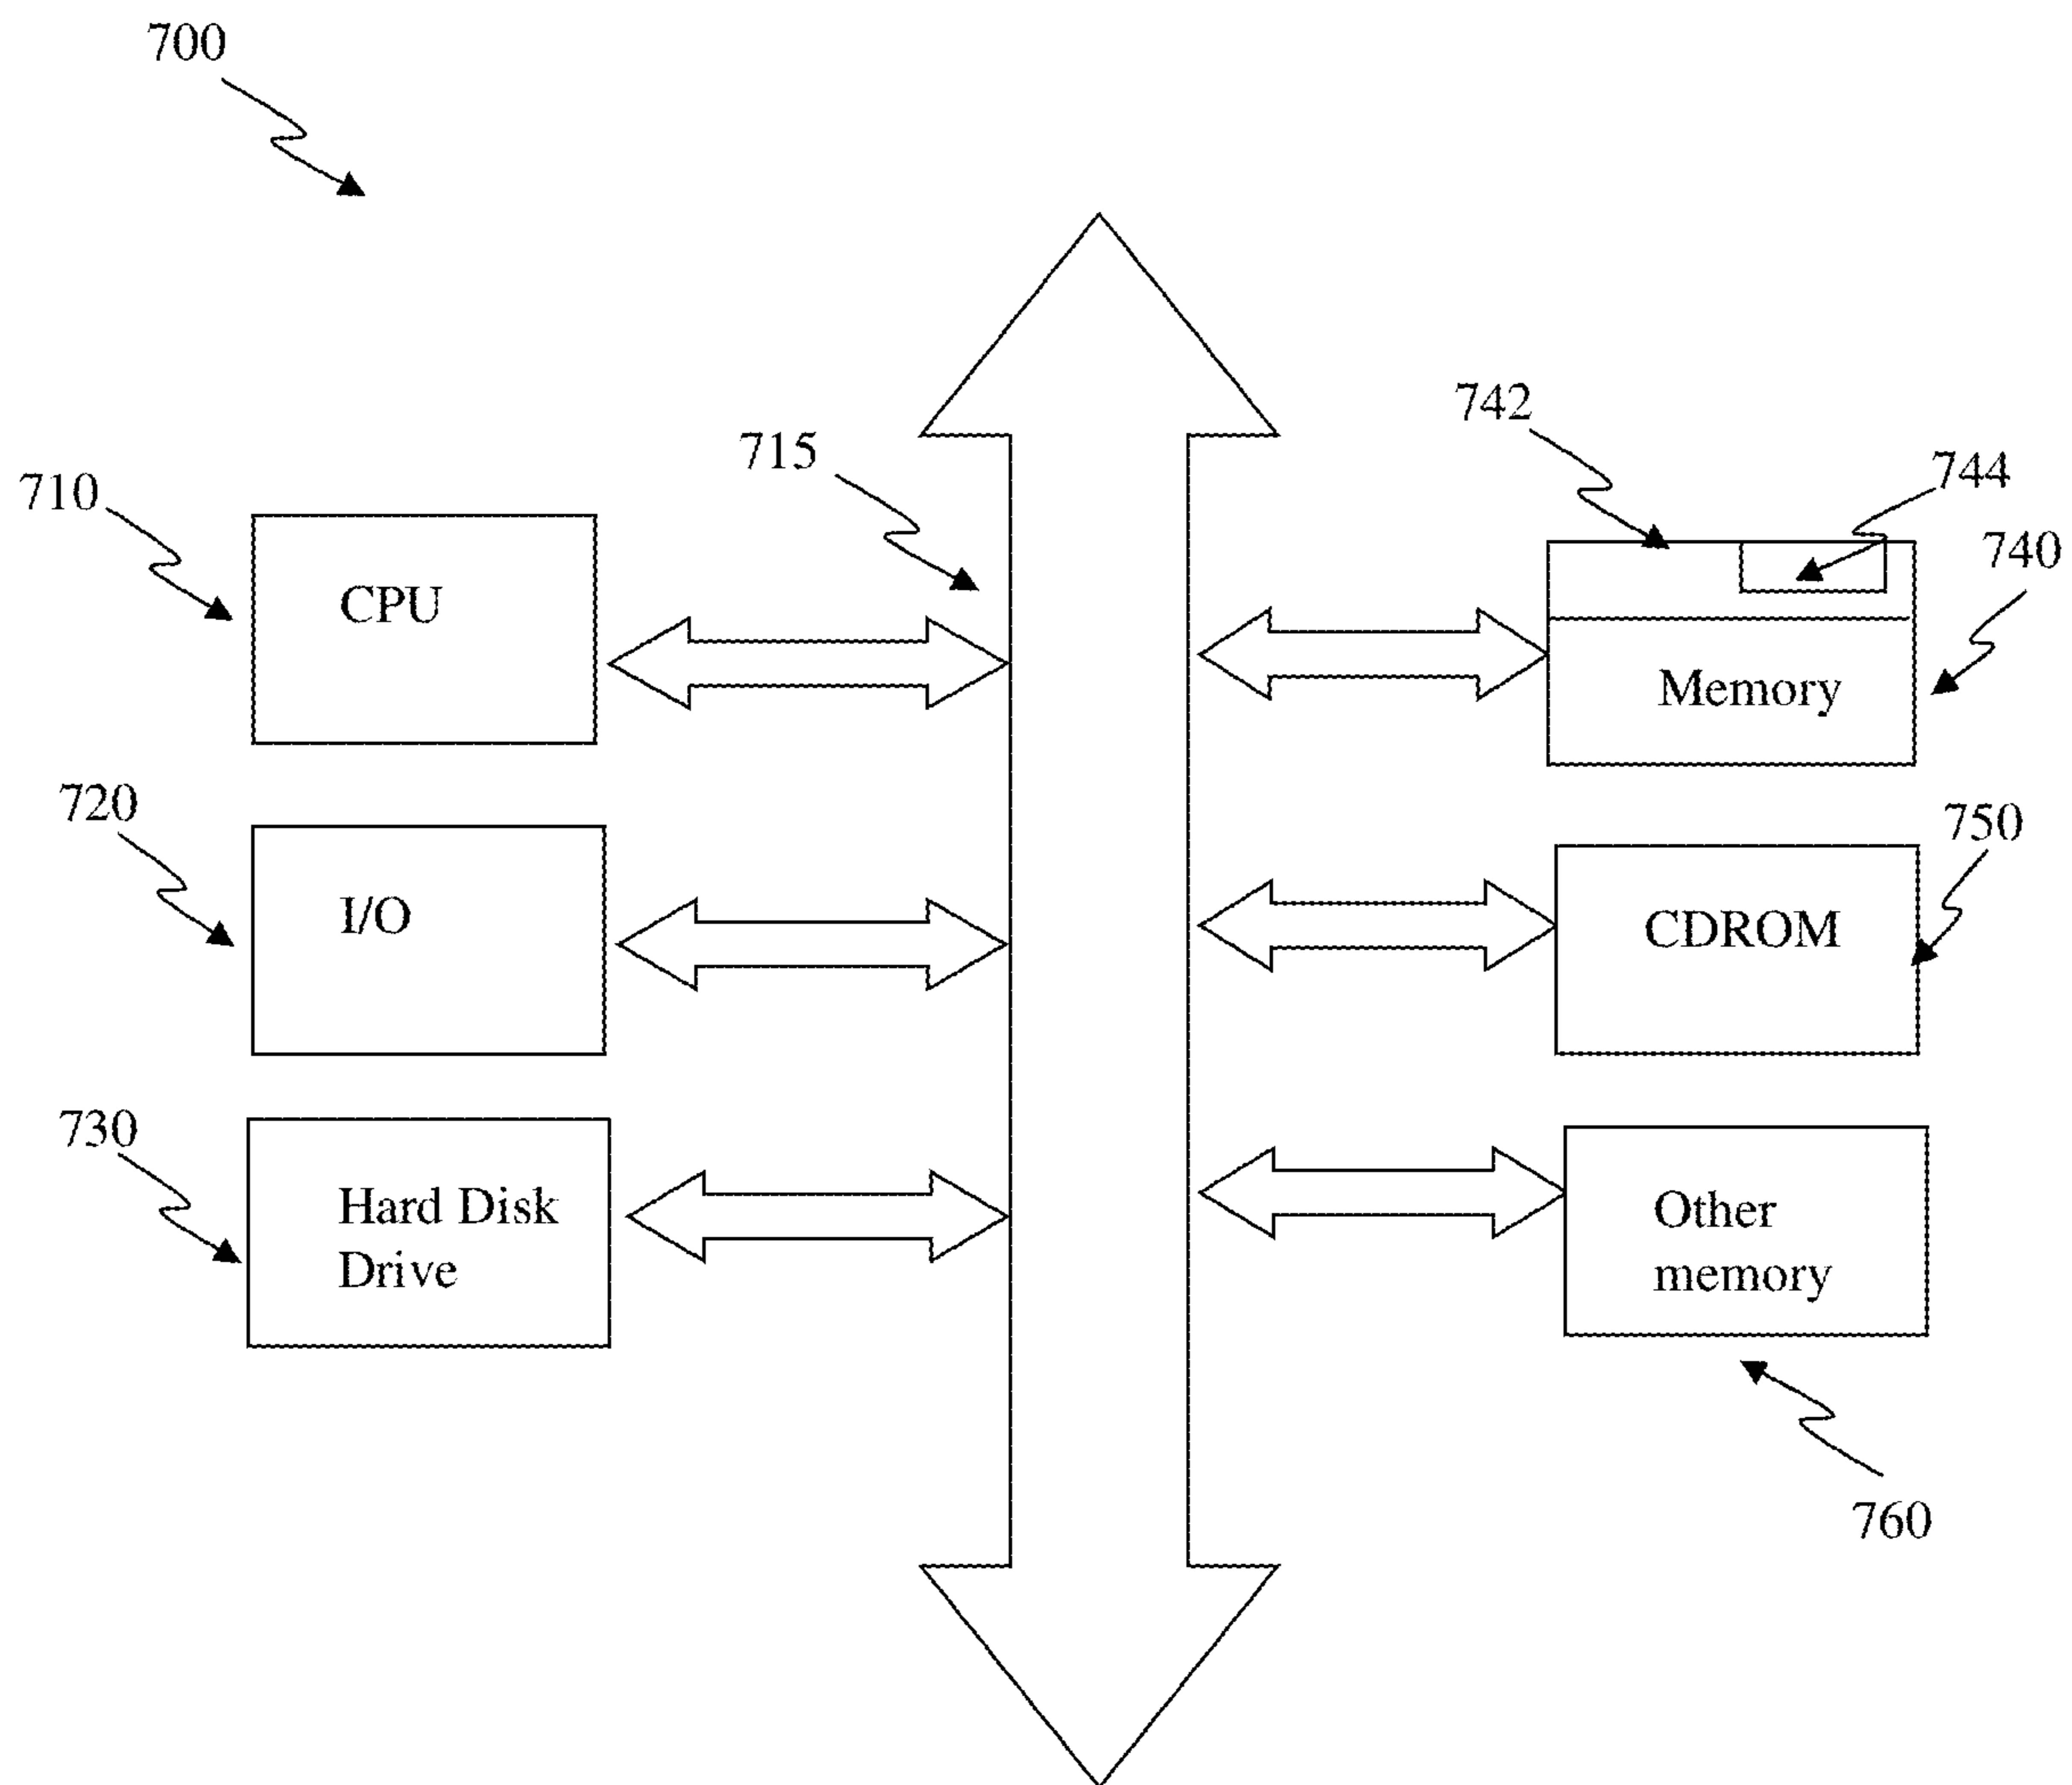 700
742
715
744
710
740
CPU
Memory
720
750
I/O
CDROM
730
Hard Disk
Drive
Other
memory
760